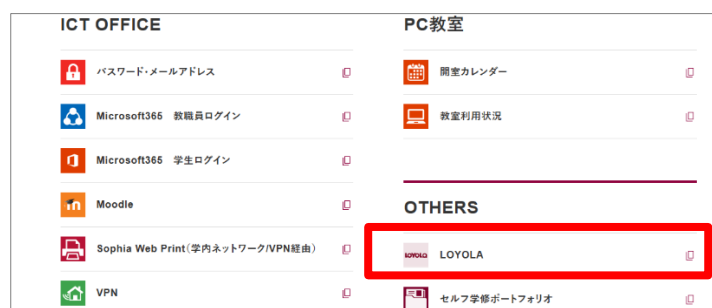 ICT OFFICE
パスワード・メールアドレス
Microsoft365　教職員ログイン
Microsoft365　学生ログイン
Moodle
Sophia Web Print（学内ネットワーク/VPN経由）
VPN
PC教室
開室カレンダー
教室利用状況
OTHERS
LOYOLA
LOYOLA
セルフ学修ポートフォリオ